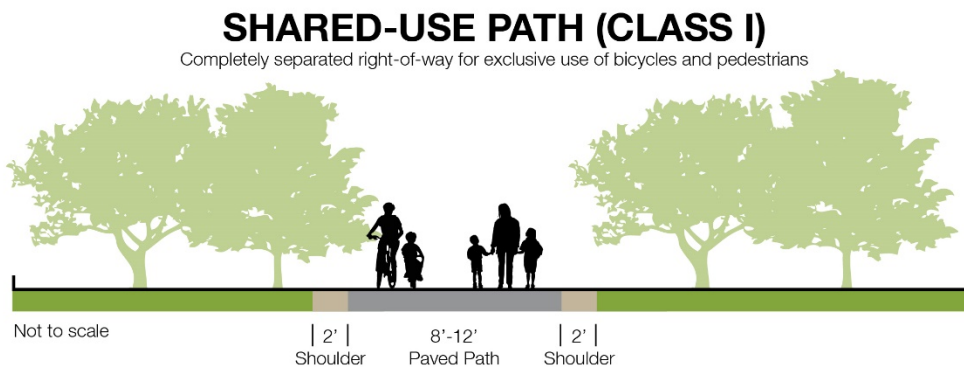 SHARED-USE PATH (CLASS I)
Completely separated right-of-way for exclusive use of bicycles and pedestrians
Not to scale
2’
8’-12’
2’
Shoulder
Paved Path
Shoulder